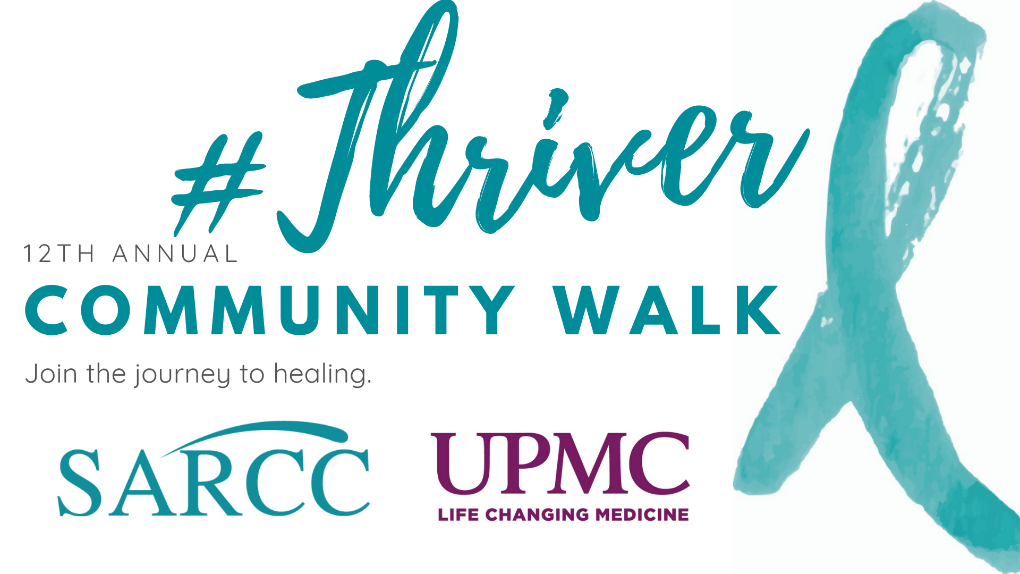 #Thriver
12TH ANNUAL
COMMUNITY WALK
Join the journey to healing.
SARCC
UPMC
LIFE CHANGING MEDICINE